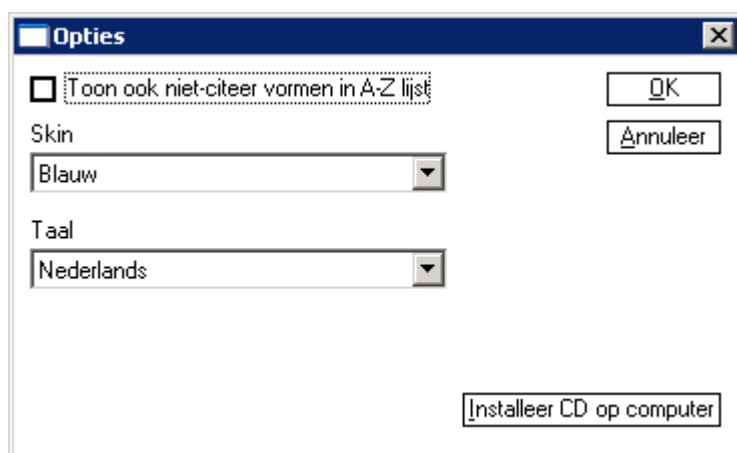 Opties
Toon ook niet-citeer vormen in A-Z lijst
OK
Skin
Annuleer
Blauw
Taal
Nederlands
Installeer CD op computer